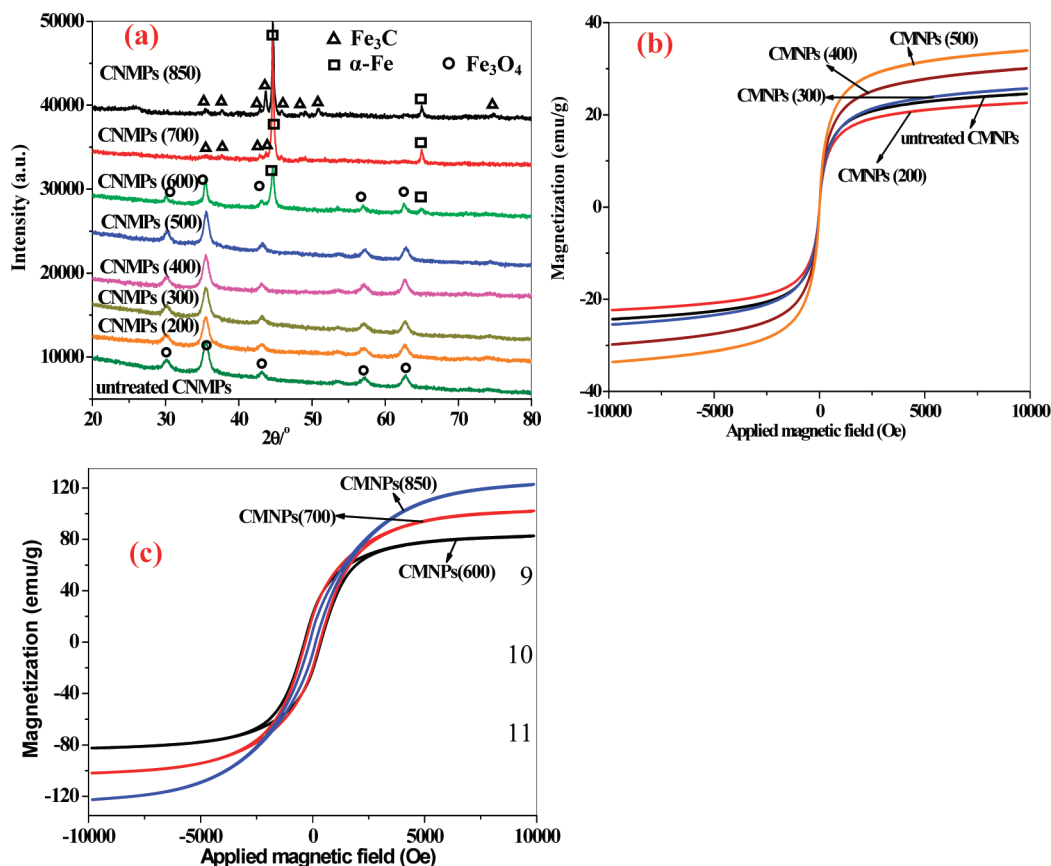 (a)
50000
40000
30000
20000
10000
Intensity (a.u.)
△ Fe₃C
□ α-Fe
○ Fe₃O₄
CNMPs (850)
CNMPs (700)
CNMPs (600)
CNMPs (500)
CNMPs (400)
CNMPs (300)
CNMPs (200)
untreated CNMPs
20 30 40 50 60 70 80
2θ/°
(b)
40
20
0
-20
-40
Magnetization (emu/g)
CMNPs (500)
CMNPs (400)
CMNPs (300)
untreated CMNPs
CMNPs (200)
-10000 -5000 0 5000 10000
Applied magnetic field (Oe)
(c)
120
80
40
0
-40
-80
-120
Magnetization (emu/g)
CMNPs(850)
CMNPs(700)
CMNPs(600)
9
10
11
-10000 -5000 0 5000 10000
Applied magnetic field (Oe)